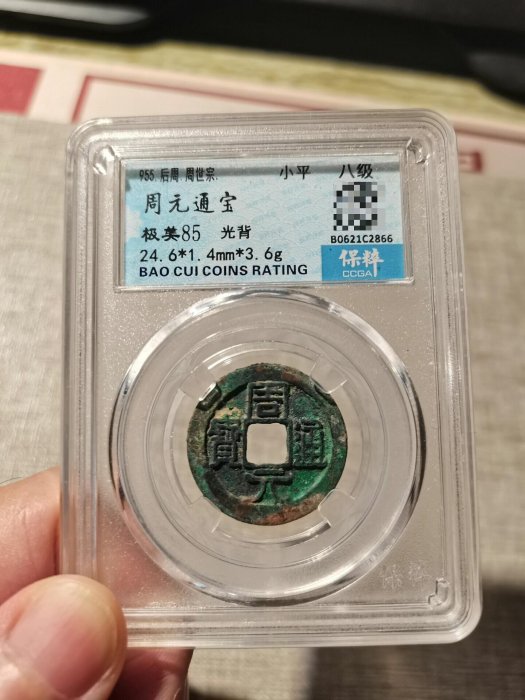 955 后周 周世宗 小平 八级
周元通宝
极美85 光背
B0621C2866
24.6*1.4mm*3.6g
保粹
CCGA
BAO CUI COINS RATING
周
寶 通
元